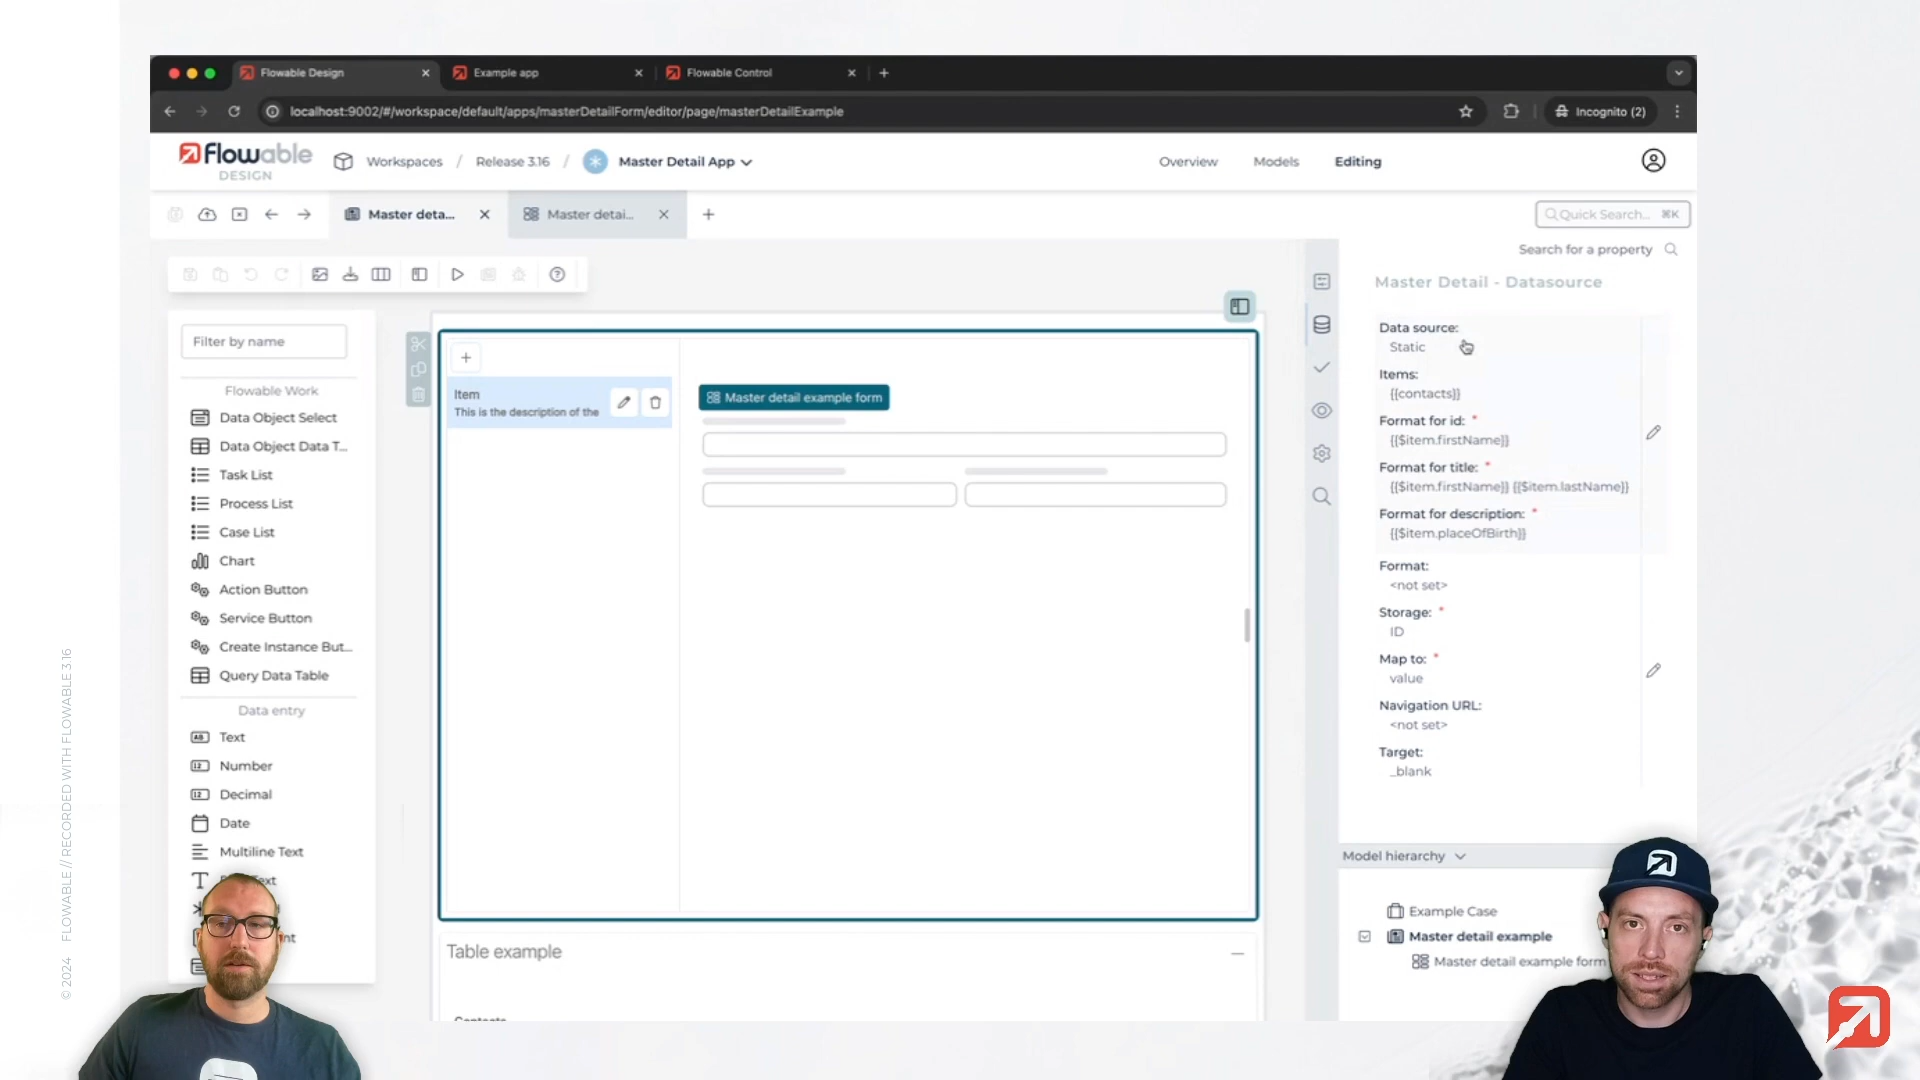 Flowable Design
Example app
Flowable Control
localhost:9002/#/workspace/default/apps/masterDetailForm/editor/page/masterDetailExample
Incognito (2)
flowable
DESIGN
Workspaces / Release 3.16 / Master Detail App
Overview
Models
Editing
Master deta...
Master detai...
Quick Search... ⌘K
Search for a property
Master Detail - Datasource
Filter by name
Flowable Work
Data Object Select
Data Object Data T...
Task List
Process List
Case List
Chart
Action Button
Service Button
Create Instance But...
Query Data Table
Data entry
Text
Number
Decimal
Date
Multiline Text
Item
This is the description of the
Master detail example form
Table example
Data source:
Static
Items:
{{contacts}}
Format for id: *
{{$item.firstName}}
Format for title: *
{{$item.firstName}} {{$item.lastName}}
Format for description: *
{{$item.placeOfBirth}}
Format:
<not set>
Storage: *
ID
Map to: *
value
Navigation URL:
<not set>
Target:
_blank
Model hierarchy
Example Case
Master detail example
Master detail example form
© 2024 FLOWABLE // RECORDED WITH FLOWABLE 3.16